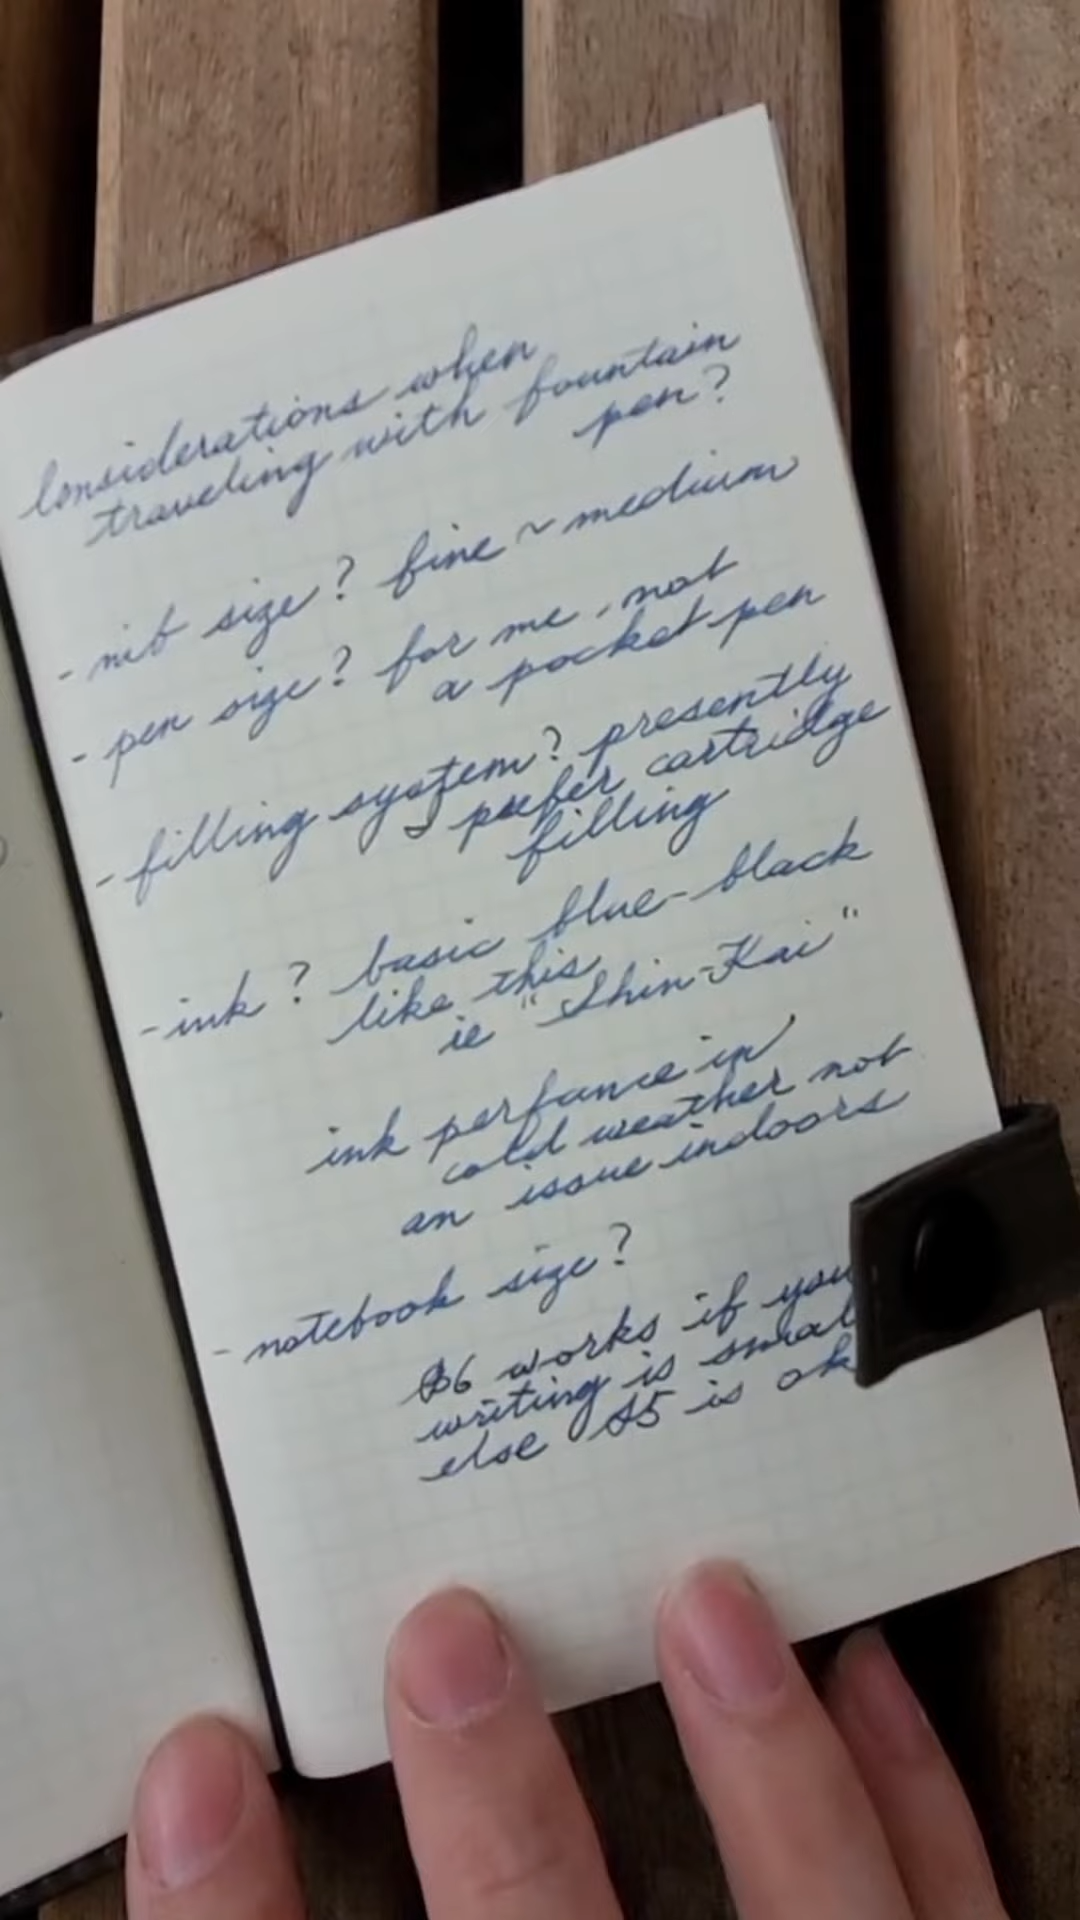 Considerations when
traveling with fountain
pen?
- nib size? fine ~ medium
- pen size? for me, not
a pocket pen
- filling system? presently
I prefer cartridge
filling
- ink? basic blue-black
like this
ie "Shin-Kai"
ink perfance in
cold weather not
an issue indoors
- notebook size?
B6 works if you
writing is smal
else A5 is ok